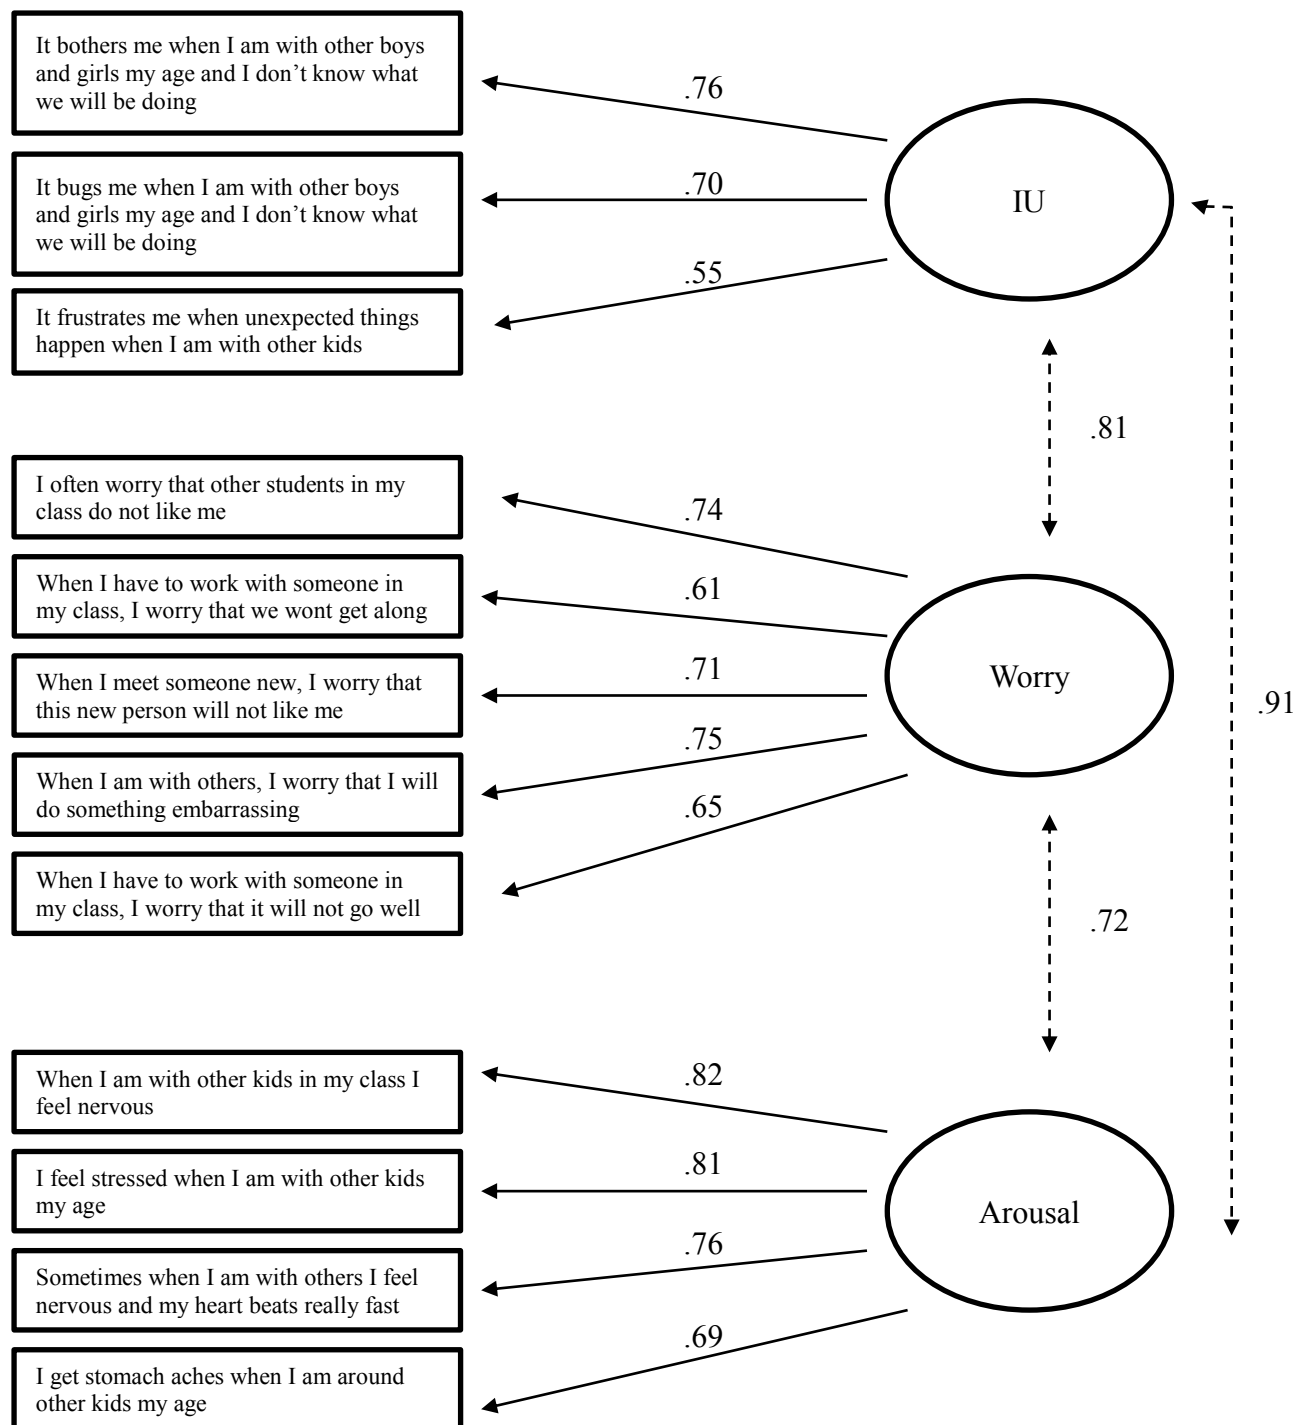 It bothers me when I am with other boys
and girls my age and I don’t know what
we will be doing
.76
It bugs me when I am with other boys
and girls my age and I don’t know what
we will be doing
.70
IU
It frustrates me when unexpected things
happen when I am with other kids
.55
.81
I often worry that other students in my
class do not like me
.74
When I have to work with someone in
my class, I worry that we wont get along
.61
When I meet someone new, I worry that
this new person will not like me
.71
Worry
.91
When I am with others, I worry that I will
do something embarrassing
.75
When I have to work with someone in
my class, I worry that it will not go well
.65
.72
When I am with other kids in my class I
feel nervous
.82
I feel stressed when I am with other kids
my age
.81
Arousal
Sometimes when I am with others I feel
nervous and my heart beats really fast
.76
I get stomach aches when I am around
other kids my age
.69